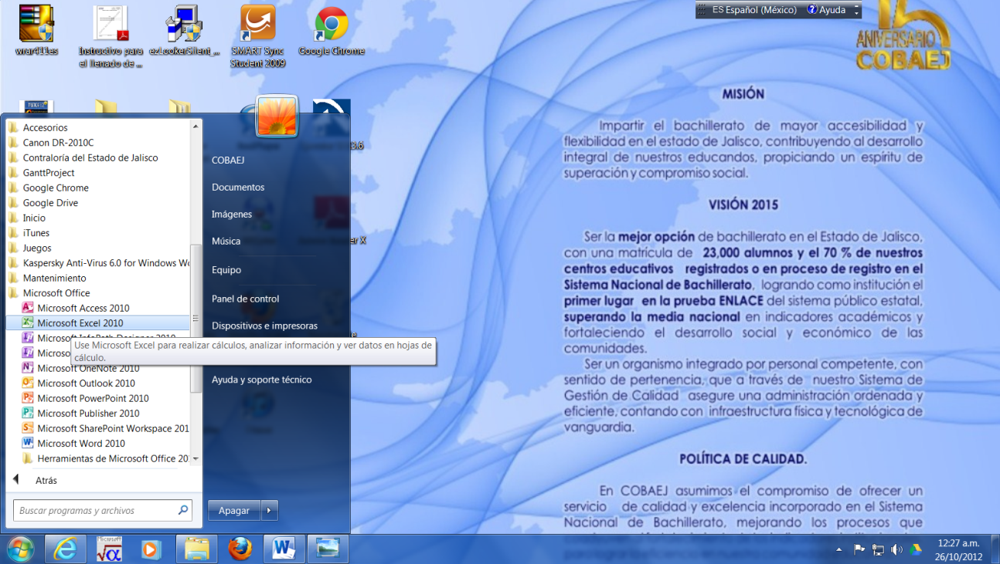 ES Español (México) Ayuda
15
ANIVERSARIO
COBAEJ
wrar411es
Instructivo para
el llenado de ...
ezLookerSilent_...
SMART Sync
Student 2009
Google Chrome
MISIÓN
Impartir el bachillerato de mayor accesibilidad y
flexibilidad en el estado de Jalisco, contribuyendo al desarrollo
integral de nuestros educandos, propiciando un espíritu de
superación y compromiso social.
VISIÓN 2015
Ser la mejor opción de bachillerato en el Estado de Jalisco,
con una matrícula de 23,000 alumnos y el 70 % de nuestros
centros educativos registrados o en proceso de registro en el
Sistema Nacional de Bachillerato, logrando como institución el
primer lugar en la prueba ENLACE del sistema público estatal,
superando la media nacional en indicadores académicos y
fortaleciendo el desarrollo social y económico de las
comunidades.
Ser un organismo integrado por personal competente, con
sentido de pertenencia, que a través de nuestro Sistema de
Gestión de Calidad asegure una administración ordenada y
eficiente, contando con infraestructura física y tecnológica de
vanguardia.
POLÍTICA DE CALIDAD.
En COBAEJ asumimos el compromiso de ofrecer un
servicio de calidad y excelencia incorporado en el Sistema
Nacional de Bachillerato, mejorando los procesos que
Accesorios
Canon DR-2010C
Contraloría del Estado de Jalisco
GanttProject
Google Chrome
Google Drive
Inicio
iTunes
Juegos
Kaspersky Anti-Virus 6.0 for Windows Wo
Mantenimiento
Microsoft Office
Microsoft Access 2010
Microsoft Excel 2010
Microsoft InfoPath Designer 2010
Microso
Use Microsoft Excel para realizar cálculos, analizar información y ver datos en hojas de
cálculo.
Microsoft OneNote 2010
Microsoft Outlook 2010
Microsoft PowerPoint 2010
Microsoft Publisher 2010
Microsoft SharePoint Workspace 201
Microsoft Word 2010
Herramientas de Microsoft Office 20
Atrás
Buscar programas y archivos
COBAEJ
Documentos
Imágenes
Música
Equipo
Panel de control
Dispositivos e impresoras
Ayuda y soporte técnico
Apagar
3.6
er X
Microsoft
12:27 a.m.
26/10/2012